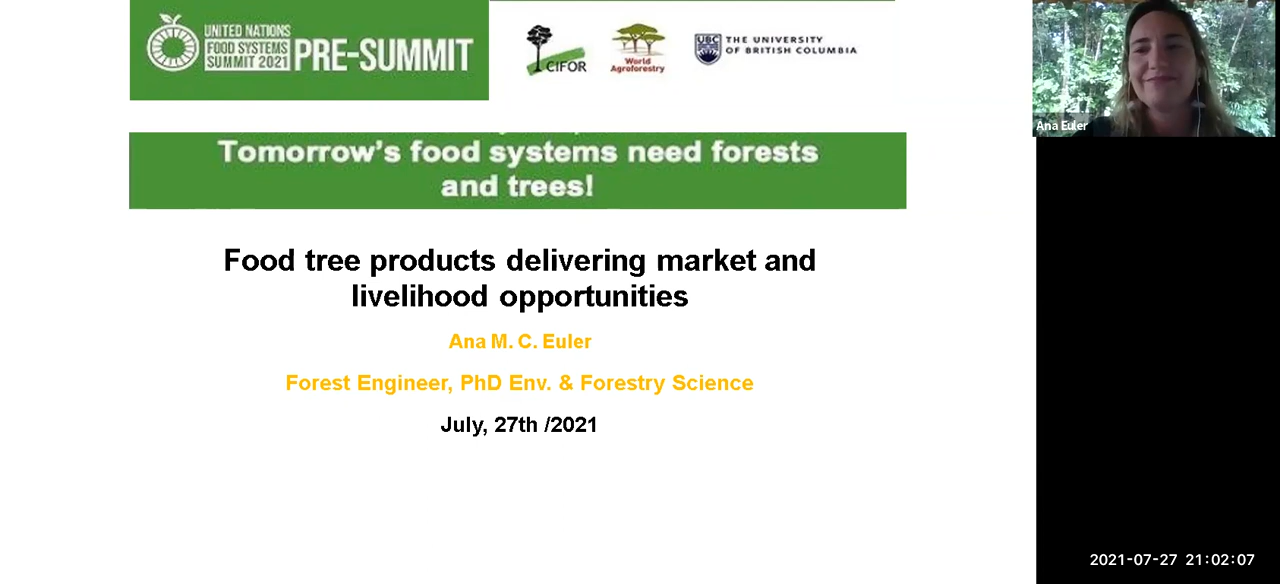 UNITED NATIONS
FOOD SYSTEMS
SUMMIT 2021
PRE-SUMMIT
CIFOR
World
Agroforestry
UBC
THE UNIVERSITY
OF BRITISH COLUMBIA
Ana Euler
Tomorrow's food systems need forests
and trees!
Food tree products delivering market and
livelihood opportunities
Ana M. C. Euler
Forest Engineer, PhD Env. & Forestry Science
July, 27th /2021
2021-07-27 21:02:07